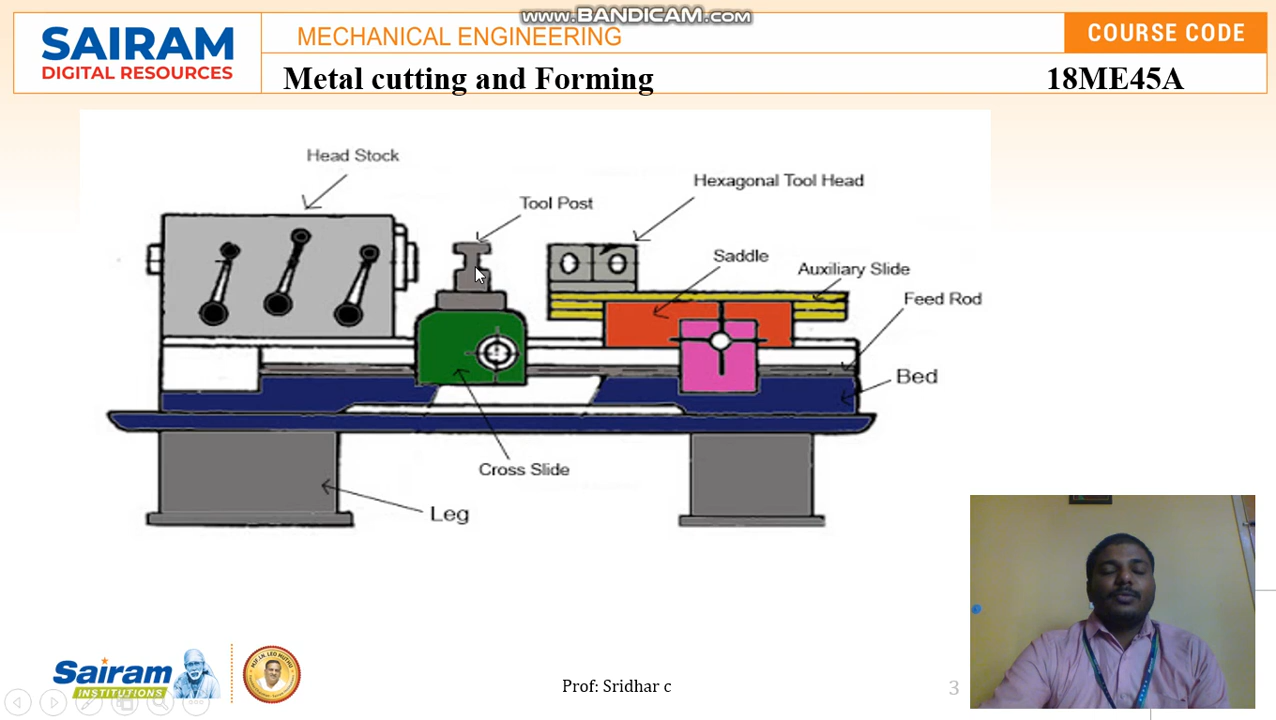 www.BANDICAM.com
SAIRAM
DIGITAL RESOURCES
MECHANICAL ENGINEERING
COURSE CODE
Metal cutting and Forming
18ME45A
Head Stock
Tool Post
Hexagonal Tool Head
Saddle
Auxiliary Slide
Feed Rod
Bed
Cross Slide
Leg
Sairam
INSTITUTIONS
Prof: Sridhar c
3